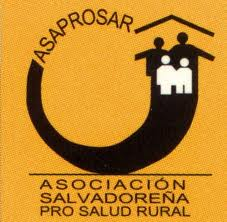 ASAPROSAR
ASOCIACIÓN
SALVADOREÑA
PRO SALUD RURAL